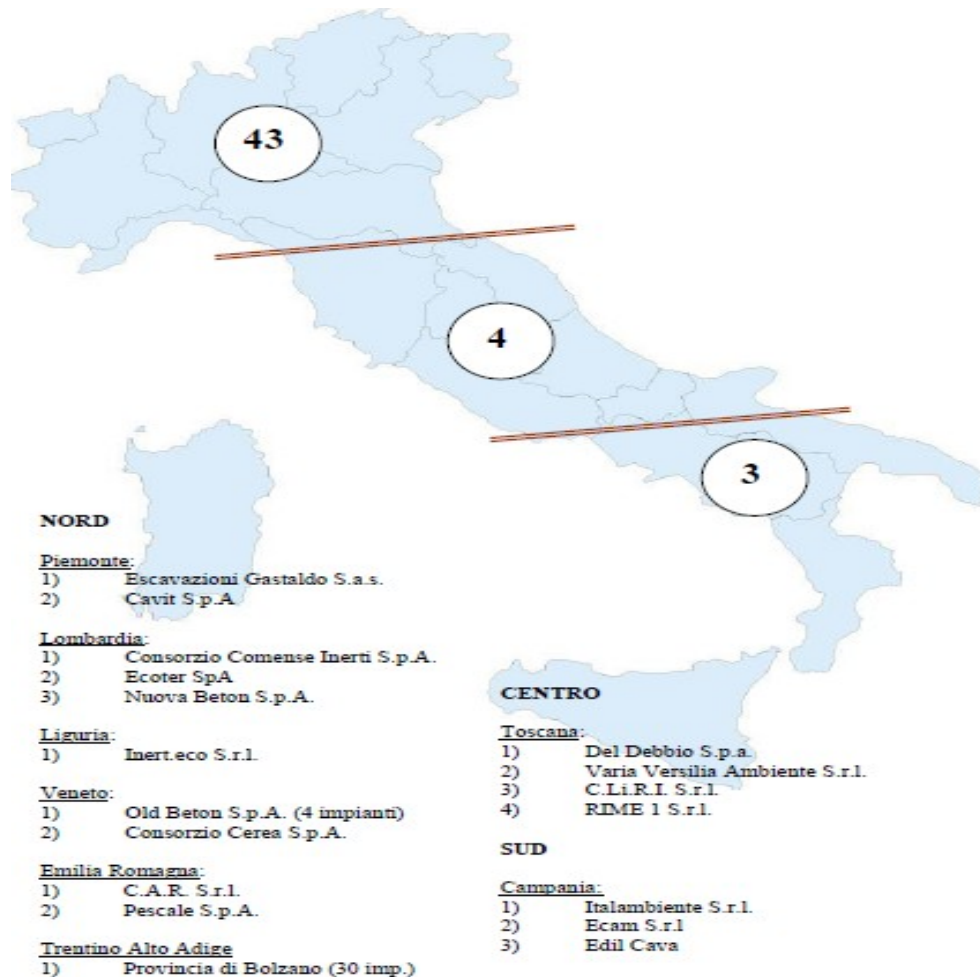 43
4
3
NORD
Piemonte:
1) Escavazioni Gastaldo S.a.s.
2) Cavit S.p.A
Lombardia:
1) Consorzio Comense Inerti S.p.A.
2) Ecoter SpA
3) Nuova Beton S.p.A.
Liguria:
1) Inert.eco S.r.l.
Veneto:
1) Old Beton S.p.A. (4 impianti)
2) Consorzio Cerea S.p.A.
Emilia Romagna:
1) C.A.R. S.r.l.
2) Pescale S.p.A.
Trentino Alto Adige
1) Provincia di Bolzano (30 imp.)
CENTRO
Toscana:
1) Del Debbio S.p.a.
2) Varia Versilia Ambiente S.r.l.
3) C.Li.R.I. S.r.l.
4) RIME 1 S.r.l.
SUD
Campania:
1) Italambiente S.r.l.
2) Ecam S.r.l
3) Edil Cava